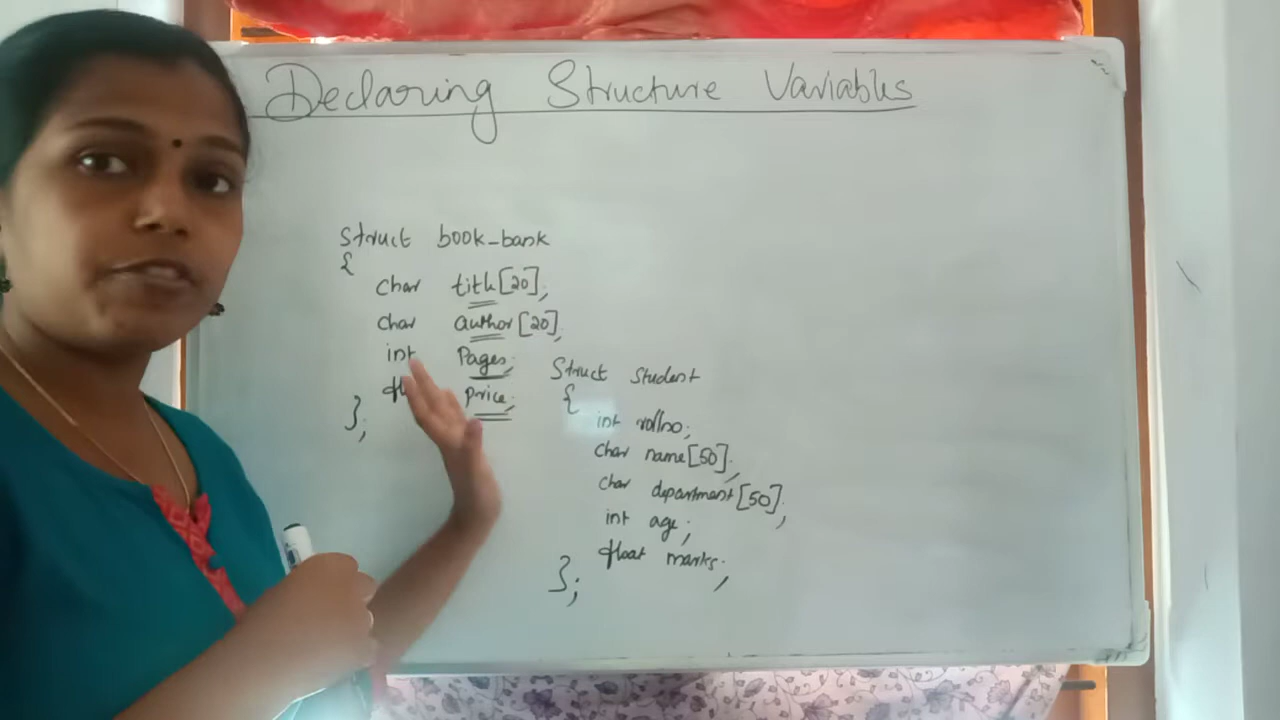 Declaring Structure Variables
Struct book_bank
{
char title[20];
char author[20];
int Pages;
price;
};
Struct Student
{
int rollno;
char name[50];
char department[50];
int age;
float marks;
};